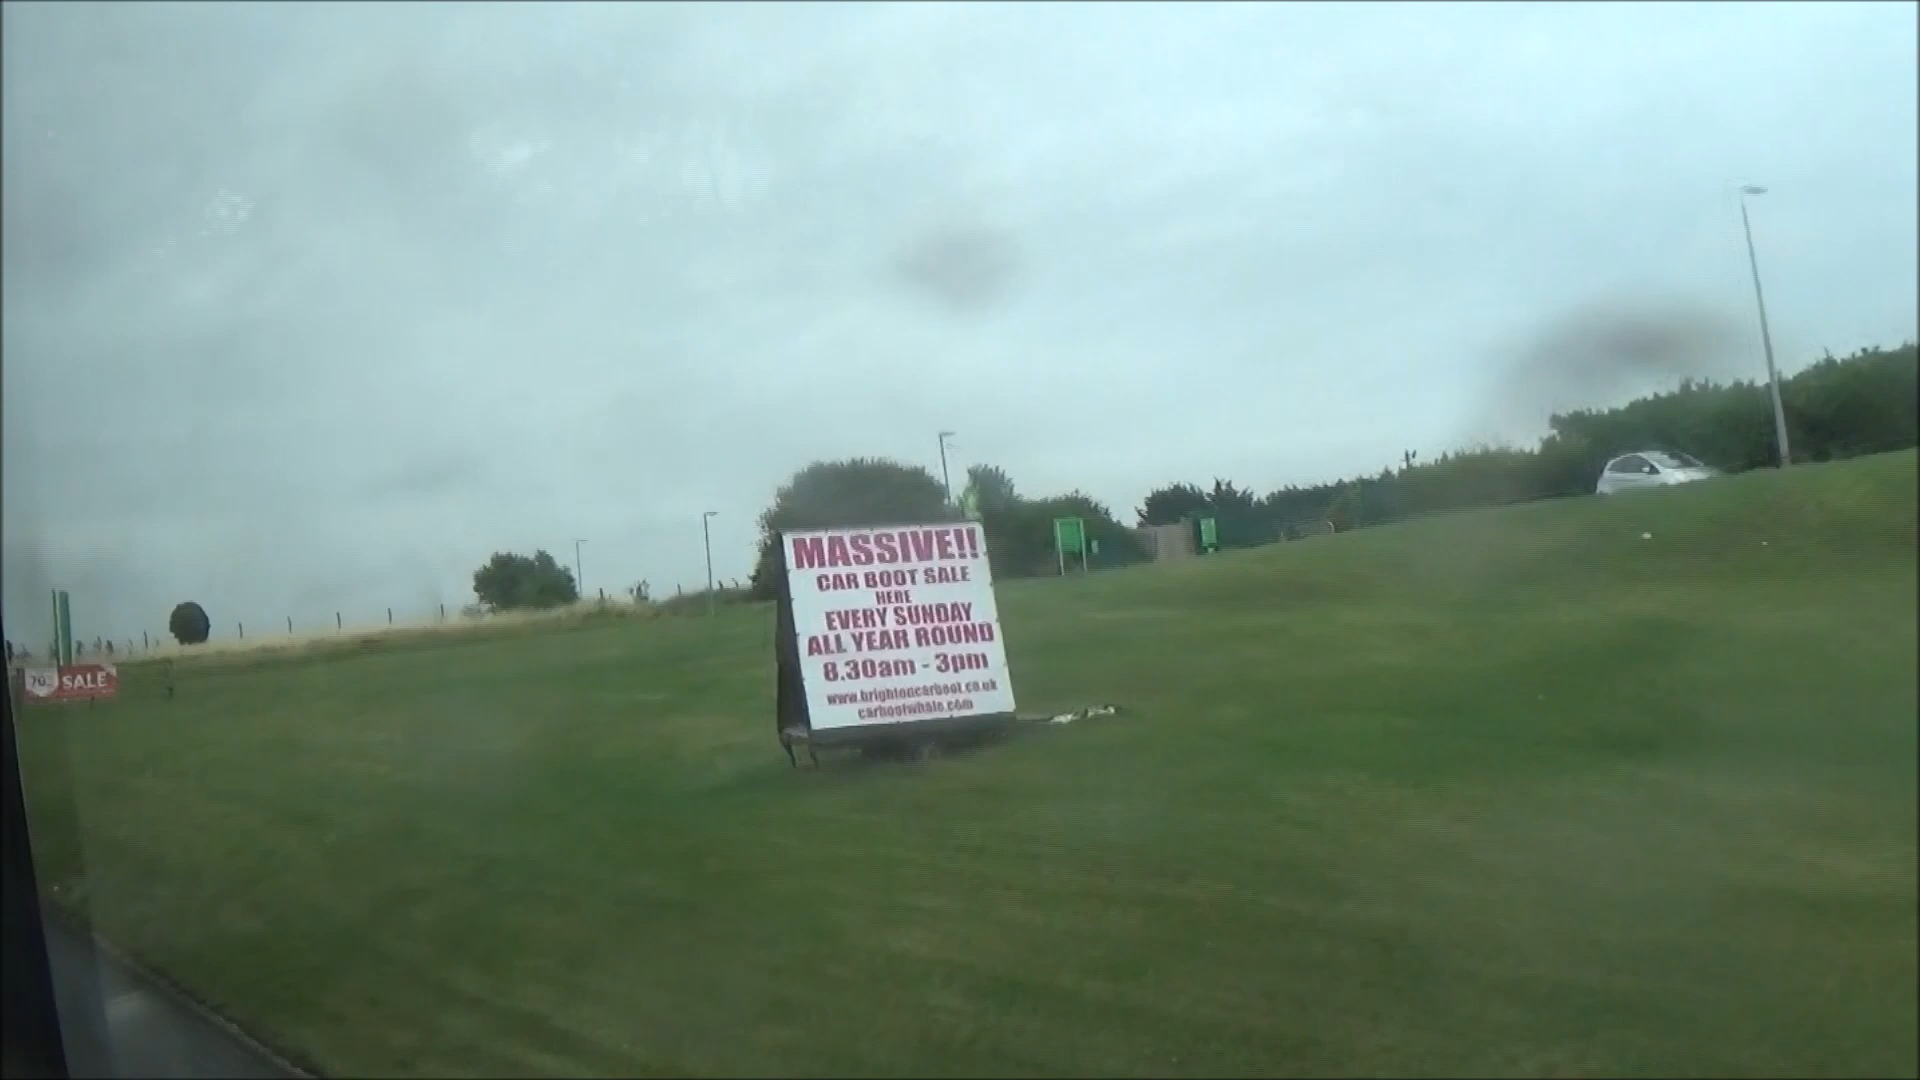 MASSIVE!!
CAR BOOT SALE
HERE
EVERY SUNDAY
ALL YEAR ROUND
8.30am - 3pm
www.brightoncarboot.co.uk
carbootwhale.com
70%
SALE